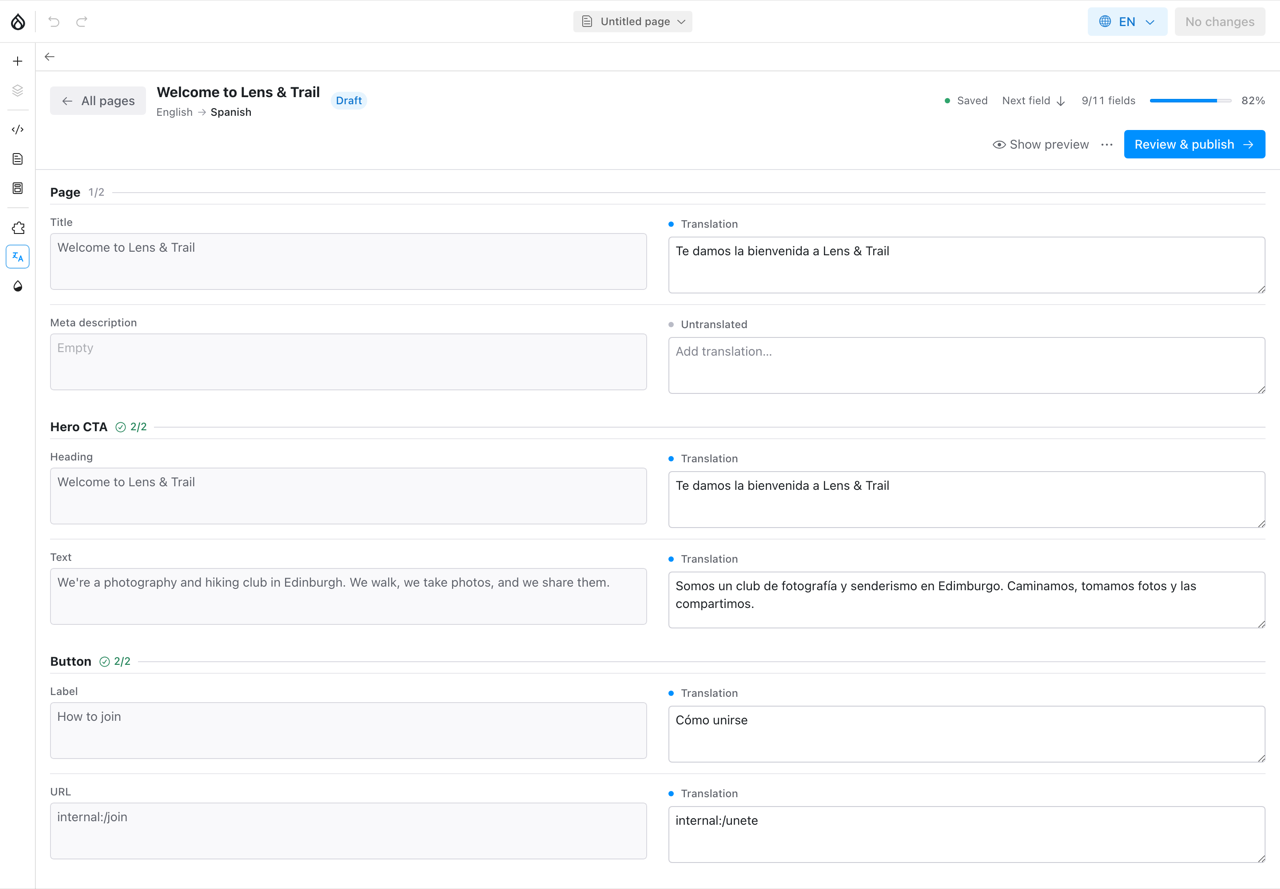 Untitled page
EN
No changes
All pages
Welcome to Lens & Trail
Draft
English → Spanish
Saved
Next field ↓
9/11 fields
82%
Show preview
Review & publish →
Page 1/2
Title
Welcome to Lens & Trail
Translation
Te damos la bienvenida a Lens & Trail
Meta description
Empty
Untranslated
Add translation...
Hero CTA 2/2
Heading
Welcome to Lens & Trail
Translation
Te damos la bienvenida a Lens & Trail
Text
We're a photography and hiking club in Edinburgh. We walk, we take photos, and we share them.
Translation
Somos un club de fotografía y senderismo en Edimburgo. Caminamos, tomamos fotos y las
compartimos.
Button 2/2
Label
How to join
Translation
Cómo unirse
URL
internal:/join
Translation
internal:/unete